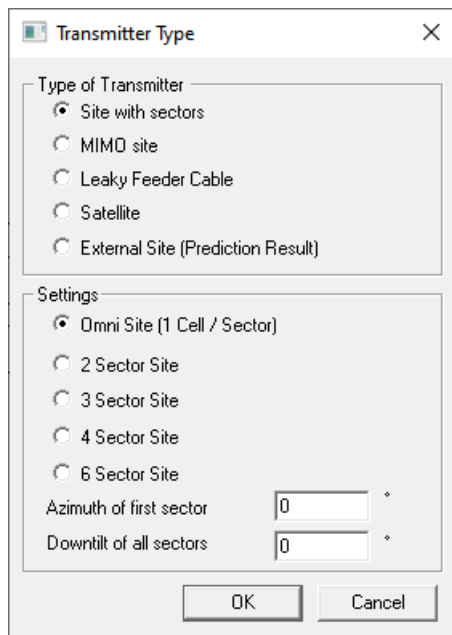 Transmitter Type
Type of Transmitter
Site with sectors
MIMO site
Leaky Feeder Cable
Satellite
External Site (Prediction Result)
Settings
Omni Site (1 Cell / Sector)
2 Sector Site
3 Sector Site
4 Sector Site
6 Sector Site
Azimuth of first sector 0 °
Downtilt of all sectors 0 °
OK Cancel